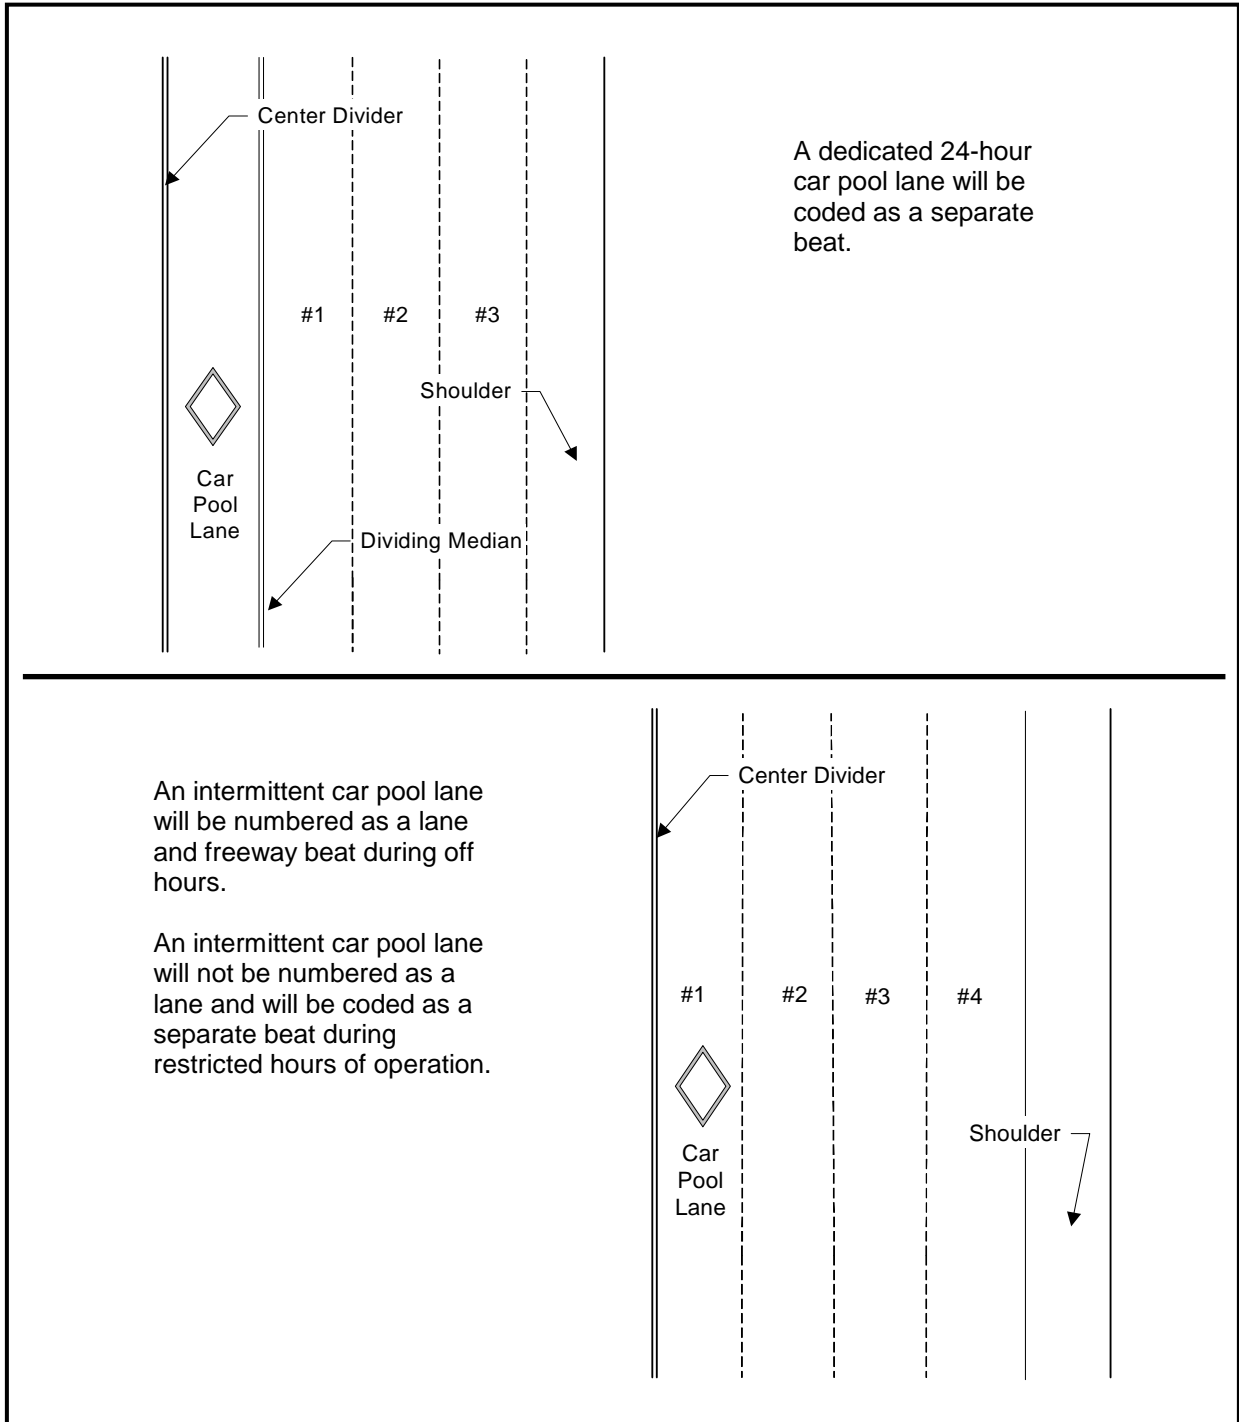 Center Divider
A dedicated 24-hour
car pool lane will be
coded as a separate
beat.
#1 #2 #3
Shoulder
Car
Pool
Lane
Dividing Median
An intermittent car pool lane
will be numbered as a lane
and freeway beat during off
hours.
An intermittent car pool lane
will not be numbered as a
lane and will be coded as a
separate beat during
restricted hours of operation.
Center Divider
#1 #2 #3 #4
Car
Pool
Lane
Shoulder